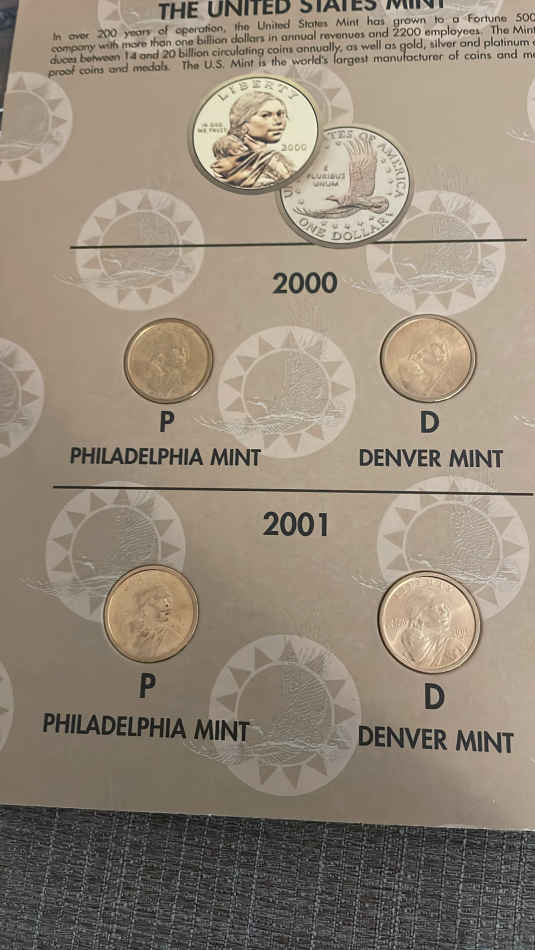 THE UNITED STATES MINT
In over 200 years of operation, the United States Mint has grown to a Fortune 500
company with more than one billion dollars in annual revenues and 2200 employees. The Mint
duces between 14 and 20 billion circulating coins annually, as well as gold, silver and platinum
proof coins and medals. The U.S. Mint is the world's largest manufacturer of coins and me
LIBERTY
IN GOD
WE TRUST
2000
TES OF AMERICA
E
PLURIBUS
UNUM
ONE DOLLAR
2000
P
D
PHILADELPHIA MINT
DENVER MINT
2001
P
D
PHILADELPHIA MINT
DENVER MINT